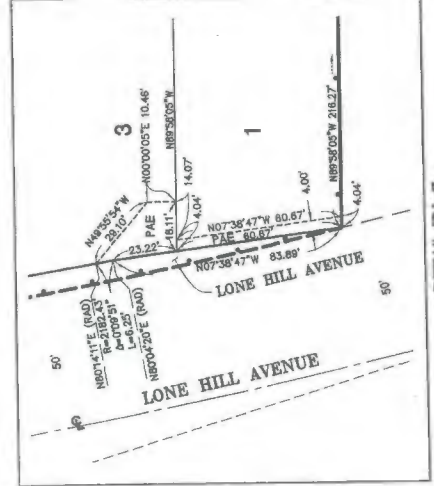 3
N00°00'05"E 10.46'
N49°55'54"W
29.10'
PAE
N89°58'05"W
14.07'
16.11'
4.04'
23.22'
1
N89°58'05"W 216.27'
4.00'
4.04'
N07°38'47"W 80.67'
PAE 80.67'
N07°38'47"W 83.89'
LONE HILL AVENUE
N80°14'11"E (RAD)
R=2182.43'
Δ=0°09'51"
L=6.25'
N80°04'20"E (RAD)
50'
50'
LONE HILL AVENUE
℄